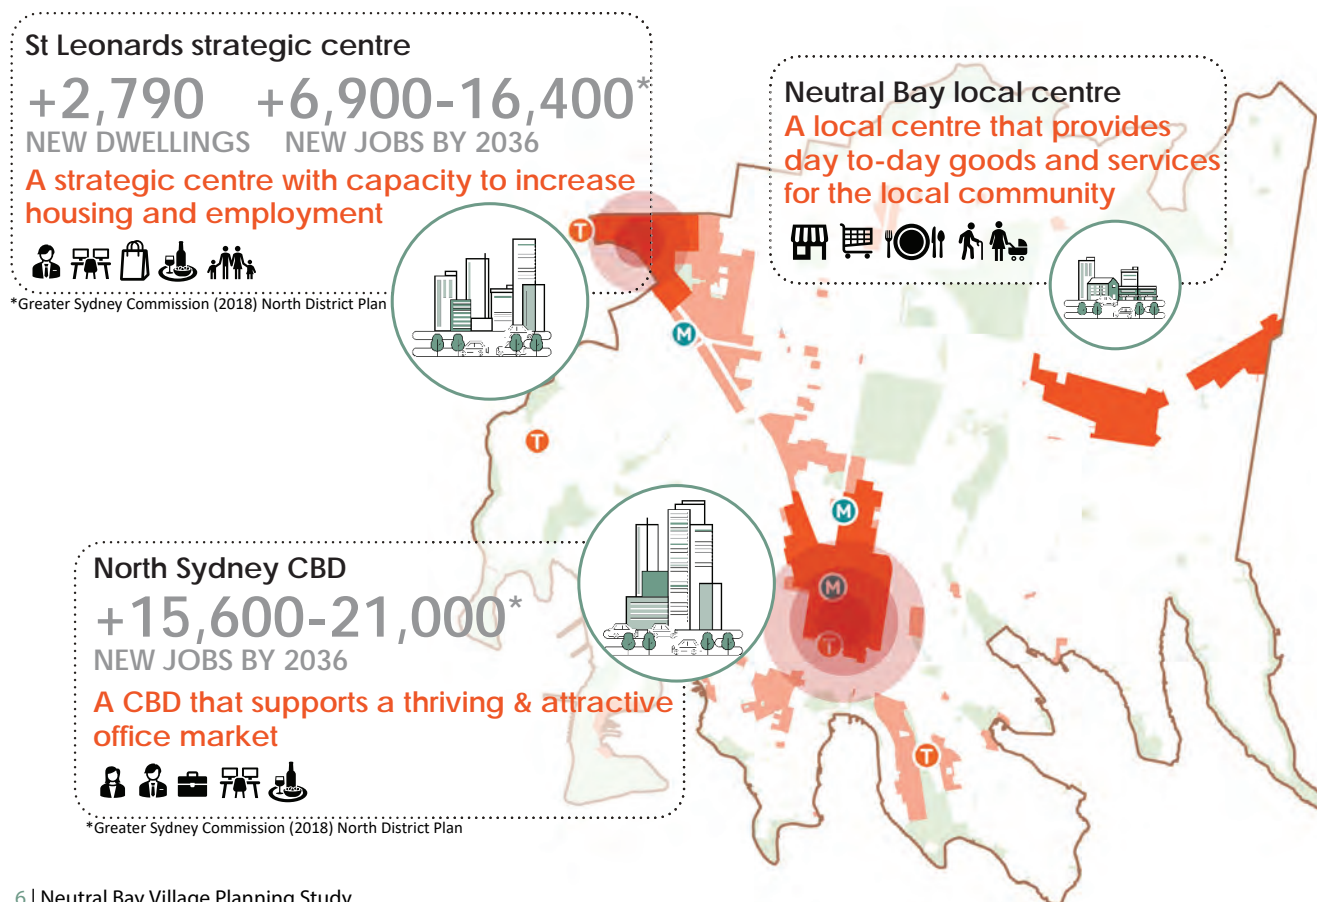 St Leonards strategic centre
+2,790 +6,900-16,400*
NEW DWELLINGS NEW JOBS BY 2036
A strategic centre with capacity to increase
housing and employment
*Greater Sydney Commission (2018) North District Plan
Neutral Bay local centre
A local centre that provides
day to-day goods and services
for the local community
T
M
T
M
M
T
T
North Sydney CBD
+15,600-21,000*
NEW JOBS BY 2036
A CBD that supports a thriving & attractive
office market
*Greater Sydney Commission (2018) North District Plan
6 | Neutral Bay Village Planning Study